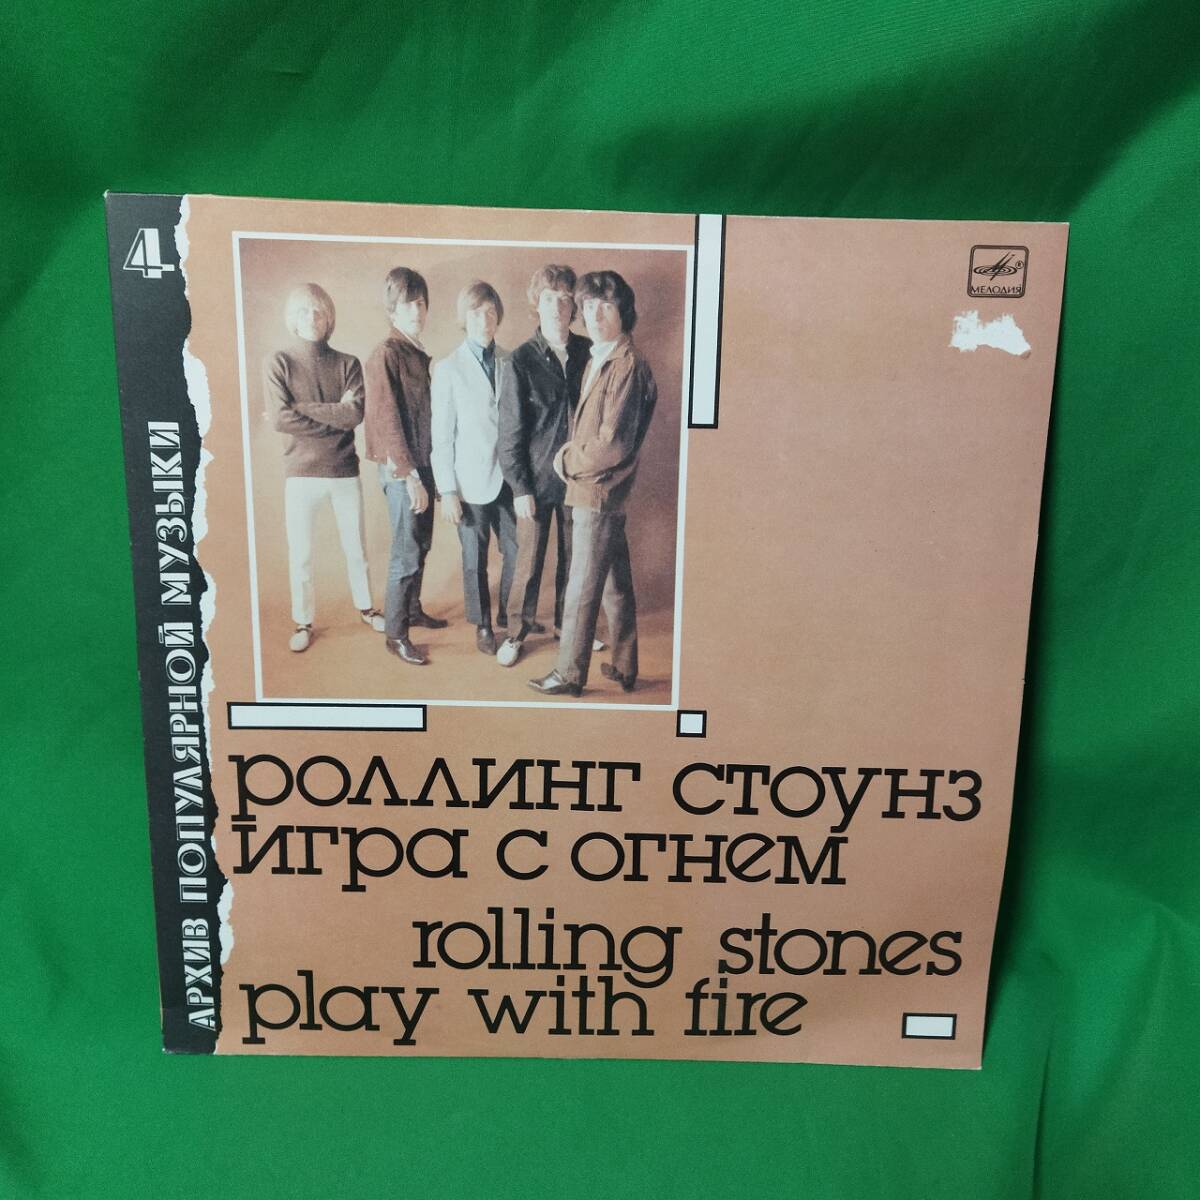 4
АРХИВ ПОПУЛЯРНОЙ МУЗЫКИ
МЕЛОДИЯ
®
РОЛЛИНГ СТОУНЗ
ИГРА С ОГНЕМ
rolling stones
play with fire